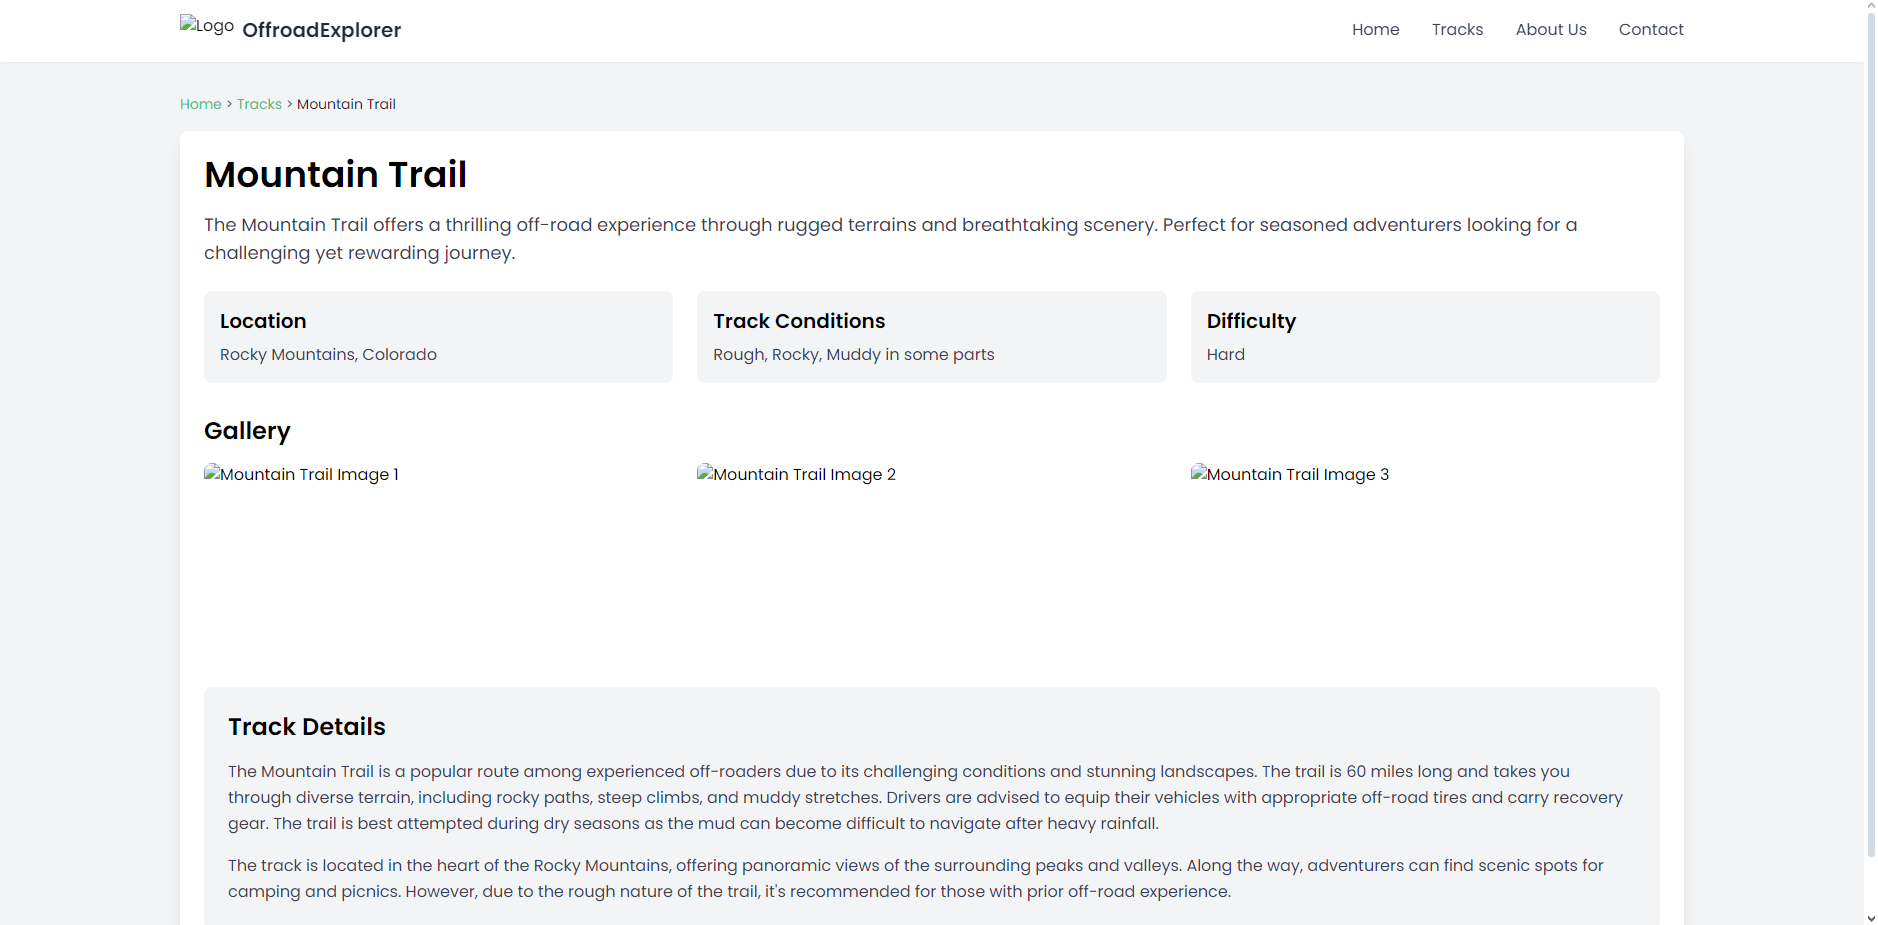 Logo OffroadExplorer Home Tracks About Us Contact
Home > Tracks > Mountain Trail
Mountain Trail
The Mountain Trail offers a thrilling off-road experience through rugged terrains and breathtaking scenery. Perfect for seasoned adventurers looking for a
challenging yet rewarding journey.
Location
Rocky Mountains, Colorado
Track Conditions
Rough, Rocky, Muddy in some parts
Difficulty
Hard
Gallery
Mountain Trail Image 1
Mountain Trail Image 2
Mountain Trail Image 3
Track Details
The Mountain Trail is a popular route among experienced off-roaders due to its challenging conditions and stunning landscapes. The trail is 60 miles long and takes you
through diverse terrain, including rocky paths, steep climbs, and muddy stretches. Drivers are advised to equip their vehicles with appropriate off-road tires and carry recovery
gear. The trail is best attempted during dry seasons as the mud can become difficult to navigate after heavy rainfall.
The track is located in the heart of the Rocky Mountains, offering panoramic views of the surrounding peaks and valleys. Along the way, adventurers can find scenic spots for
camping and picnics. However, due to the rough nature of the trail, it's recommended for those with prior off-road experience.